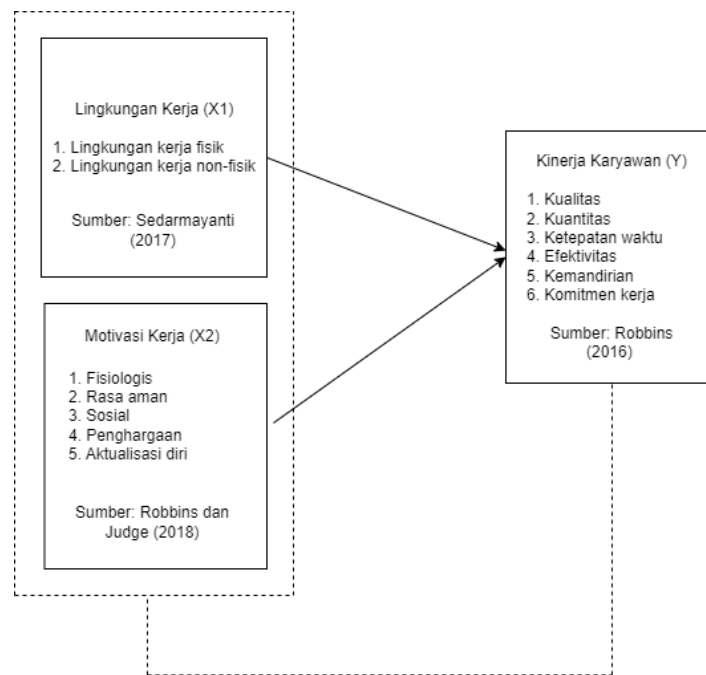 Lingkungan Kerja (X1)
1. Lingkungan kerja fisik
2. Lingkungan kerja non-fisik
Sumber: Sedarmayanti
(2017)
Motivasi Kerja (X2)
1. Fisiologis
2. Rasa aman
3. Sosial
4. Penghargaan
5. Aktualisasi diri
Sumber: Robbins dan
Judge (2018)
Kinerja Karyawan (Y)
1. Kualitas
2. Kuantitas
3. Ketepatan waktu
4. Efektivitas
5. Kemandirian
6. Komitmen kerja
Sumber: Robbins
(2016)